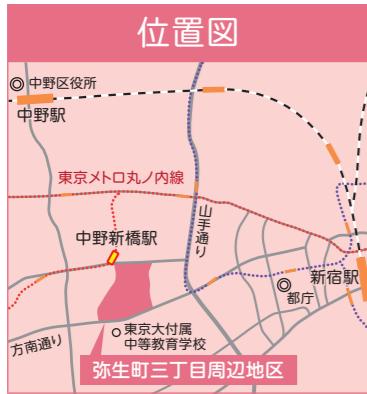 位置図
中野区役所
中野駅
東京メトロ丸ノ内線
山手通り
中野新橋駅
新宿駅
都庁
東京大付属
中等教育学校
方南通り
弥生町三丁目周辺地区